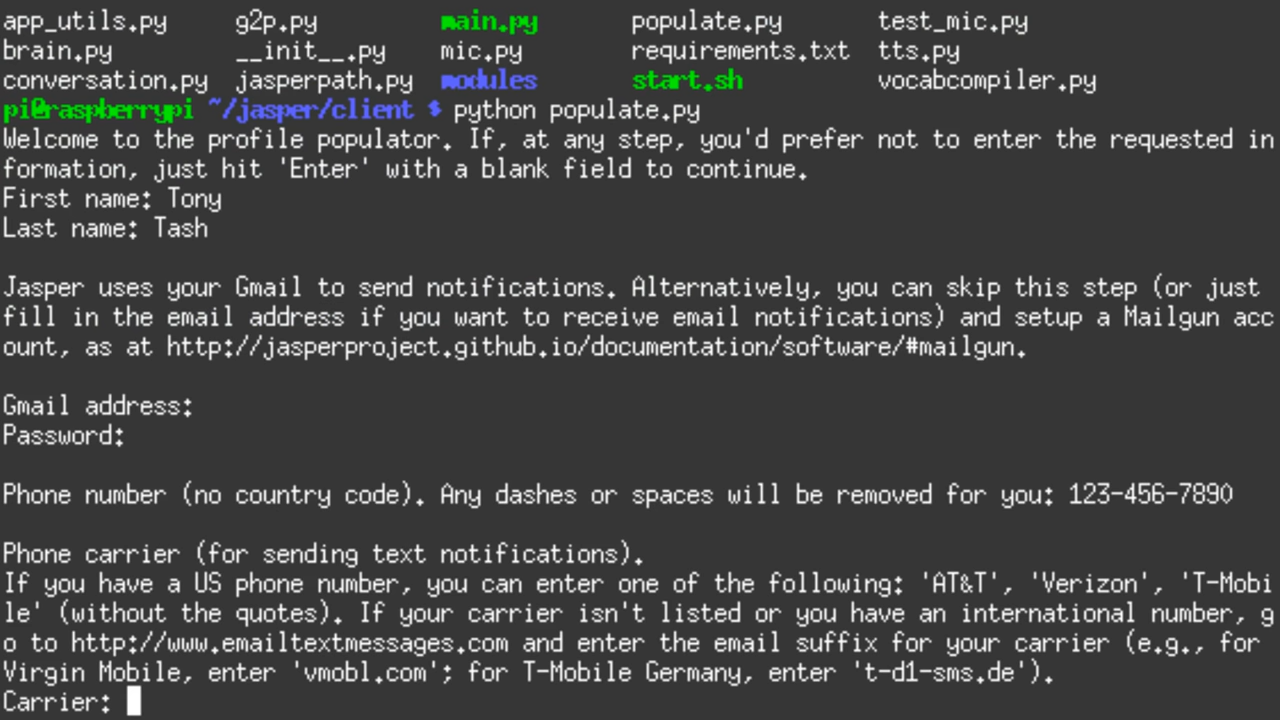 app_utils.py g2p.py main.py populate.py test_mic.py
brain.py __init__.py mic.py requirements.txt tts.py
conversation.py jasperpath.py modules start.sh vocabcompiler.py
pi@raspberrypi ~/jasper/client $ python populate.py
Welcome to the profile populator. If, at any step, you'd prefer not to enter the requested in
formation, just hit 'Enter' with a blank field to continue.
First name: Tony
Last name: Tash
Jasper uses your Gmail to send notifications. Alternatively, you can skip this step (or just
fill in the email address if you want to receive email notifications) and setup a Mailgun acc
ount, as at http://jasperproject.github.io/documentation/software/#mailgun.
Gmail address:
Password:
Phone number (no country code). Any dashes or spaces will be removed for you: 123-456-7890
Phone carrier (for sending text notifications).
If you have a US phone number, you can enter one of the following: 'AT&T', 'Verizon', 'T-Mobi
le' (without the quotes). If your carrier isn't listed or you have an international number, g
o to http://www.emailtextmessages.com and enter the email suffix for your carrier (e.g., for
Virgin Mobile, enter 'vmobl.com'; for T-Mobile Germany, enter 't-d1-sms.de').
Carrier: